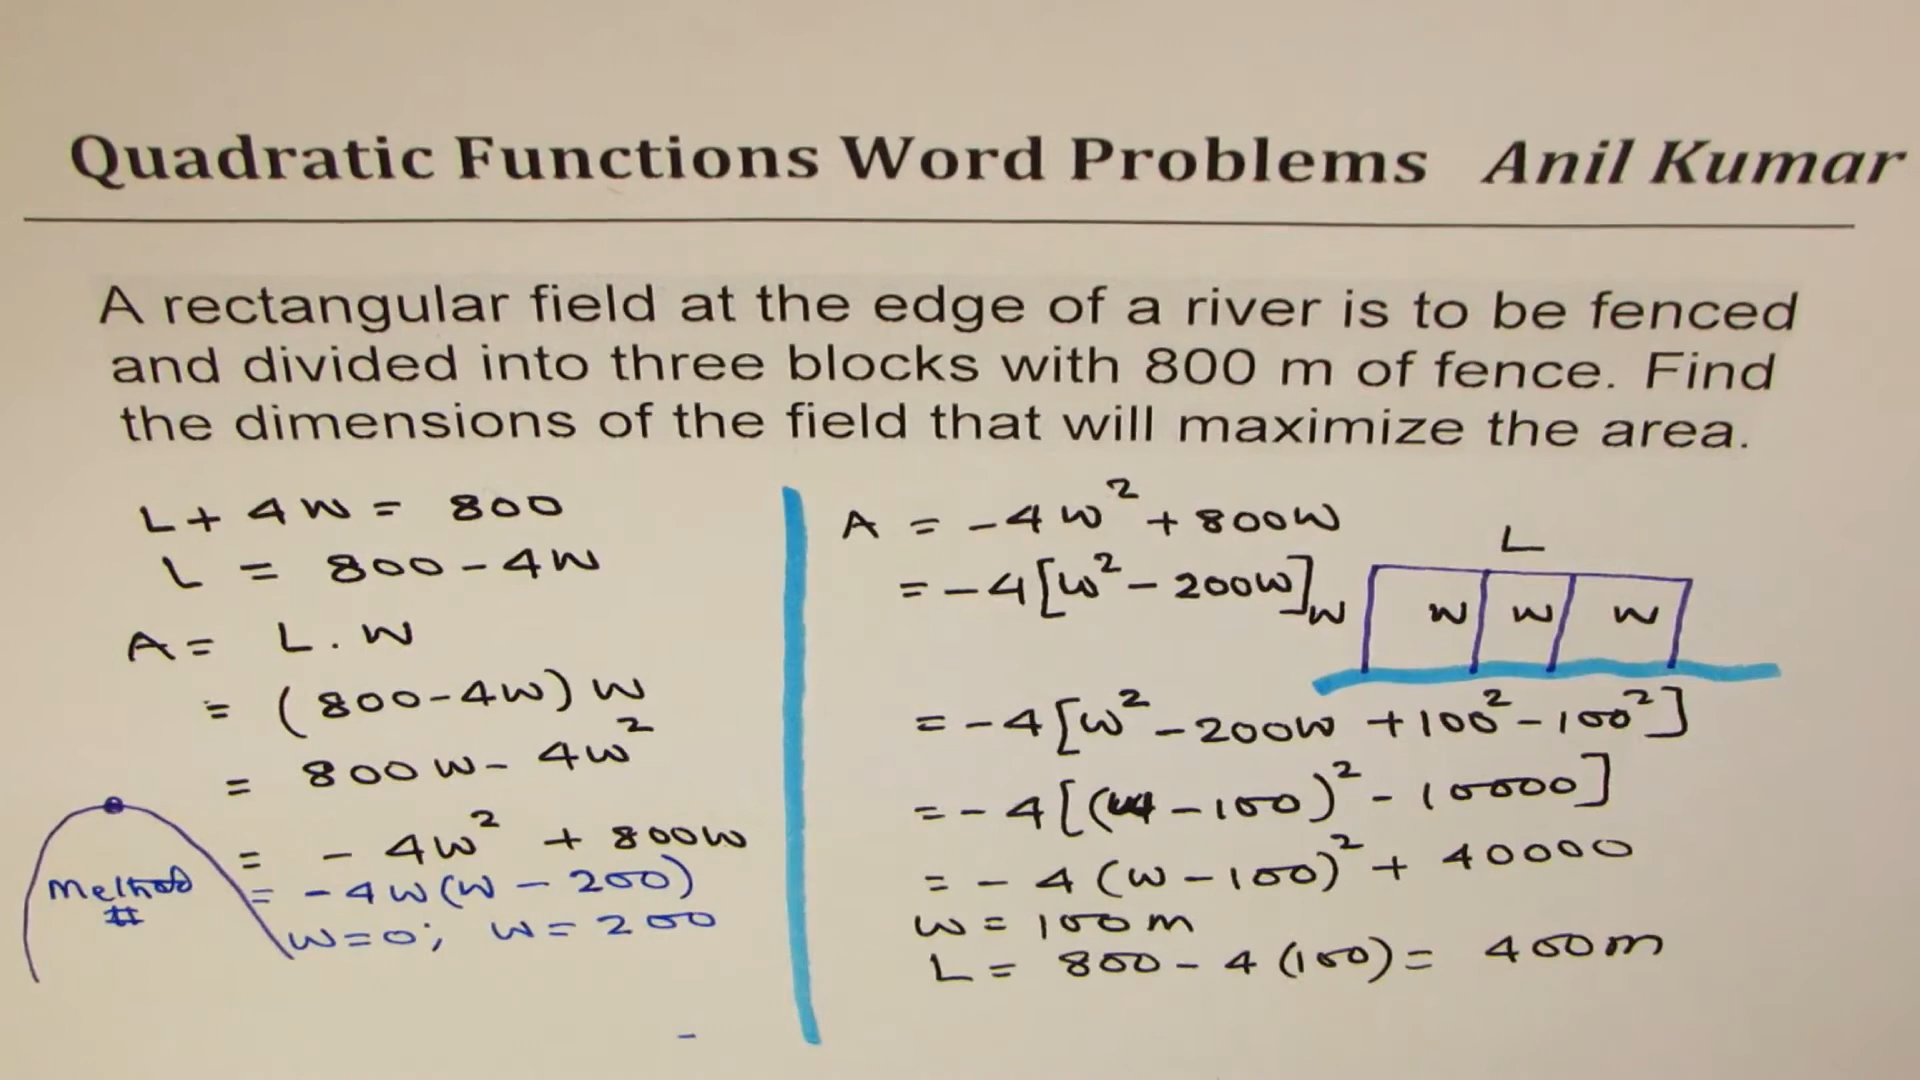 Quadratic Functions Word Problems Anil Kumar
A rectangular field at the edge of a river is to be fenced
and divided into three blocks with 800 m of fence. Find
the dimensions of the field that will maximize the area.
L + 4W = 800
L = 800 - 4W
A = L . W
= (800-4W) W
= 800W - 4W²
= - 4W² + 800W
= -4W(W - 200)
W=0; W=200
Method
#
A = -4W² + 800W
= -4[W² - 200W]
L
W W W W
= -4[W² - 200W + 100² - 100²]
= -4[( - 100)² - 10000]
= - 4 (W - 100)² + 40000
W = 100m
L = 800 - 4 (100) = 400m